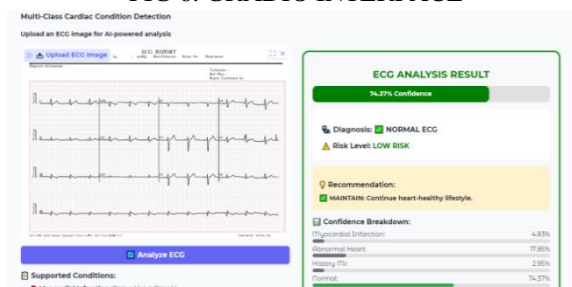 Multi-Class Cardiac Condition Detection
Upload an ECG image for AI-powered analysis
Upload ECG Image
ECG REPORT
ECG ANALYSIS RESULT
74.37% Confidence
Diagnosis: ✅ NORMAL ECG
Risk Level: LOW RISK
Recommendation:
✅ MAINTAIN: Continue heart-healthy lifestyle.
Confidence Breakdown:
Myocardial Infarction: 4.83%
Abnormal Heart: 17.85%
History MI: 2.95%
Normal: 74.37%
Analyze ECG
Supported Conditions: